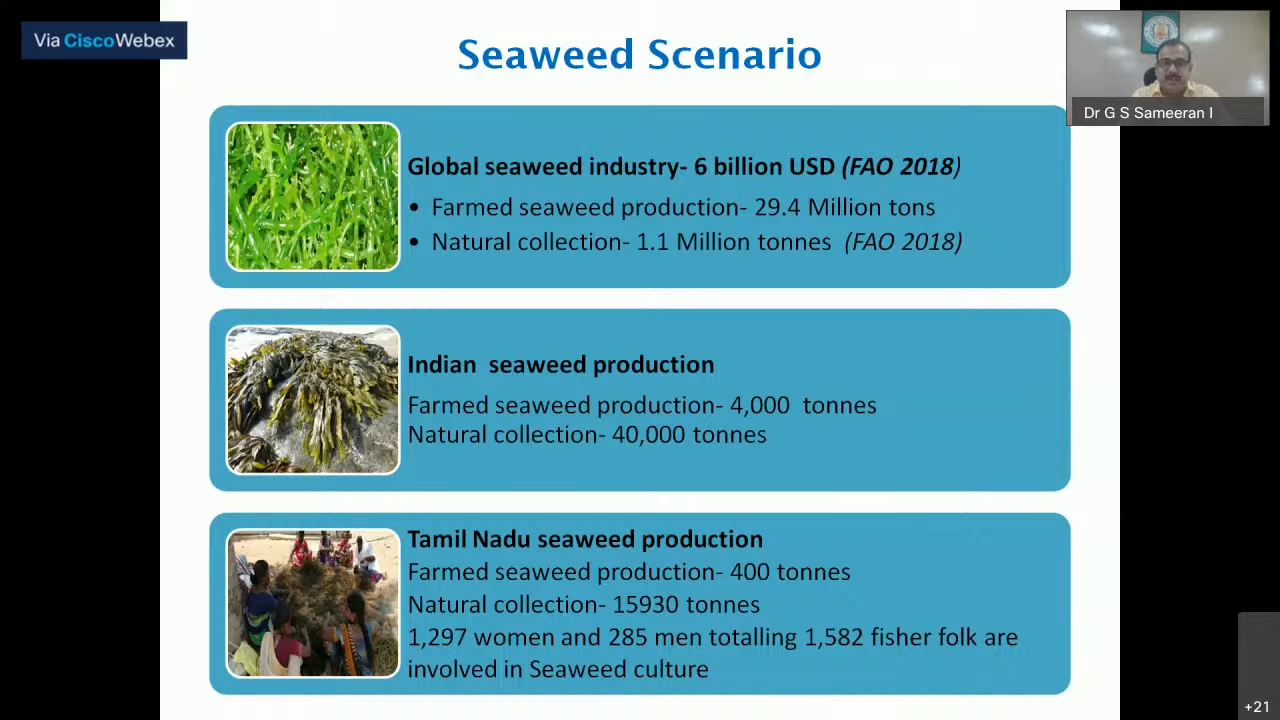 Via CiscoWebex
Seaweed Scenario
Dr G S Sameeran I
Global seaweed industry- 6 billion USD (FAO 2018)
• Farmed seaweed production- 29.4 Million tons
• Natural collection- 1.1 Million tonnes (FAO 2018)
Indian seaweed production
Farmed seaweed production- 4,000 tonnes
Natural collection- 40,000 tonnes
Tamil Nadu seaweed production
Farmed seaweed production- 400 tonnes
Natural collection- 15930 tonnes
1,297 women and 285 men totalling 1,582 fisher folk are
involved in Seaweed culture
+21